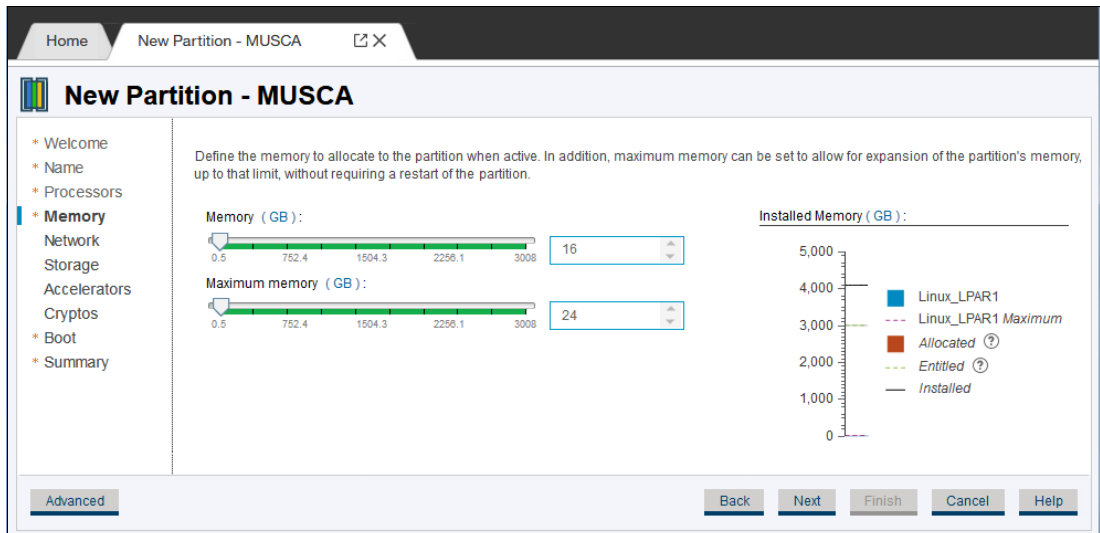 Home
New Partition - MUSCA
New Partition - MUSCA
* Welcome
* Name
* Processors
* Memory
Network
Storage
Accelerators
Cryptos
* Boot
* Summary
Define the memory to allocate to the partition when active. In addition, maximum memory can be set to allow for expansion of the partition's memory,
up to that limit, without requiring a restart of the partition.
Memory ( GB ) :
16
0.5 752.4 1504.3 2256.1 3008
Maximum memory ( GB ) :
24
0.5 752.4 1504.3 2256.1 3008
Installed Memory ( GB ) :
5,000
4,000
3,000
2,000
1,000
0
Linux_LPAR1
Linux_LPAR1 Maximum
Allocated ?
Entitled ?
Installed
Advanced
Back
Next
Finish
Cancel
Help